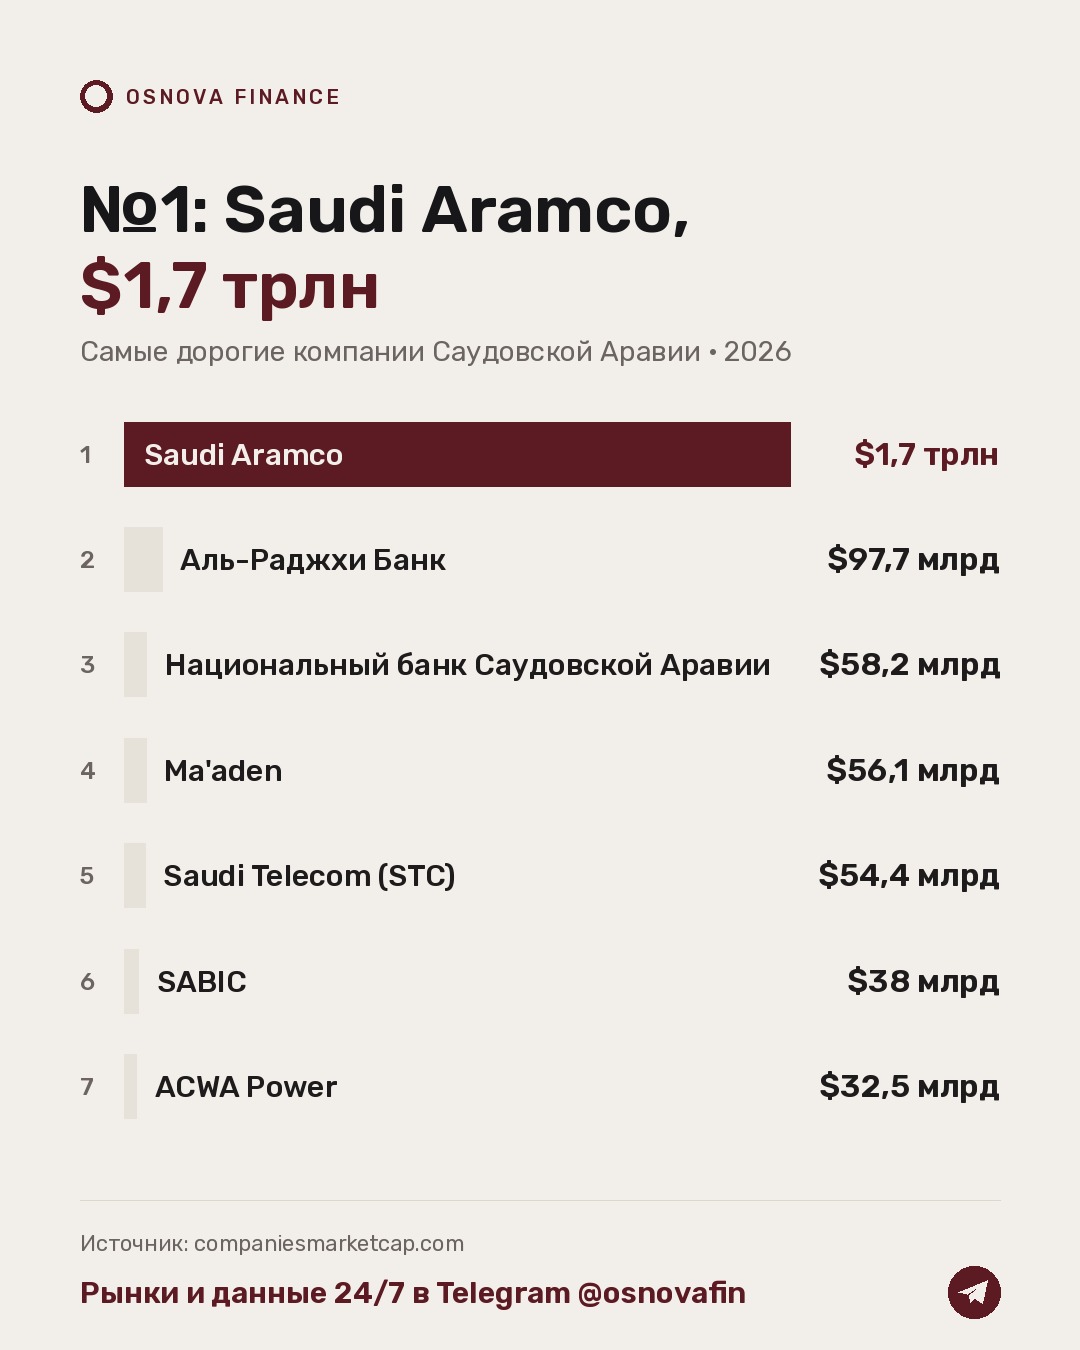 OSNOVA FINANCE
№1: Saudi Aramco,
$1,7 трлн
Самые дорогие компании Саудовской Аравии • 2026
1 Saudi Aramco $1,7 трлн
2 Аль-Раджхи Банк $97,7 млрд
3 Национальный банк Саудовской Аравии $58,2 млрд
4 Ma'aden $56,1 млрд
5 Saudi Telecom (STC) $54,4 млрд
6 SABIC $38 млрд
7 ACWA Power $32,5 млрд
Источник: companiesmarketcap.com
Рынки и данные 24/7 в Telegram @osnovafin